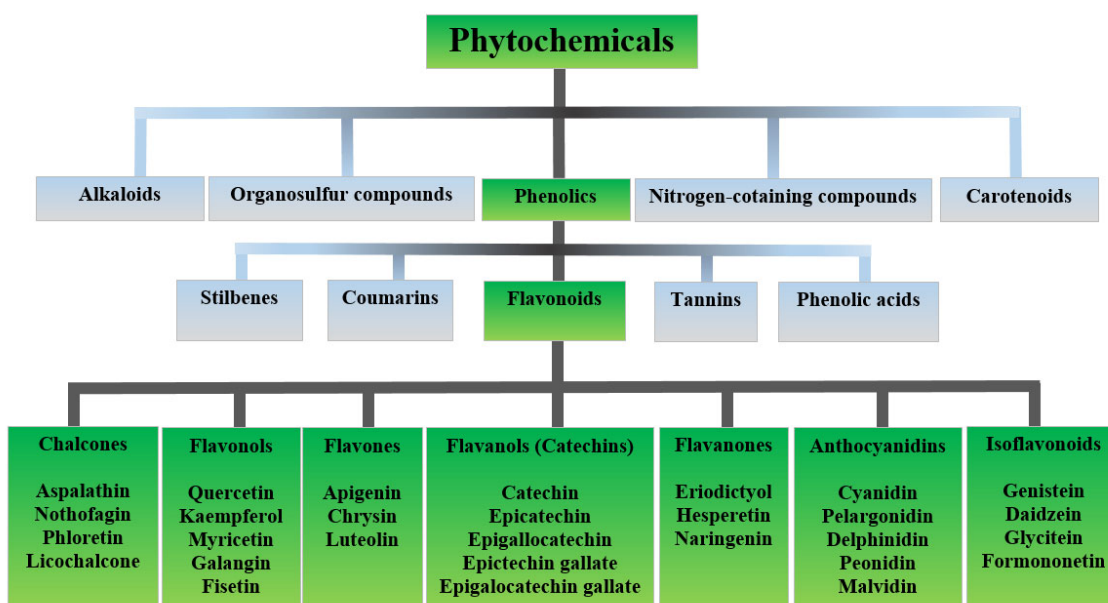 Phytochemicals
Alkaloids
Organosulfur compounds
Phenolics
Nitrogen-cotaining compounds
Carotenoids
Stilbenes
Coumarins
Flavonoids
Tannins
Phenolic acids
Chalcones
Aspalathin
Nothofagin
Phloretin
Licochalcone
Flavonols
Quercetin
Kaempferol
Myricetin
Galangin
Fisetin
Flavones
Apigenin
Chrysin
Luteolin
Flavanols (Catechins)
Catechin
Epicatechin
Epigallocatechin
Epictechin gallate
Epigalocatechin gallate
Flavanones
Eriodictyol
Hesperetin
Naringenin
Anthocyanidins
Cyanidin
Pelargonidin
Delphinidin
Peonidin
Malvidin
Isoflavonoids
Genistein
Daidzein
Glycitein
Formononetin